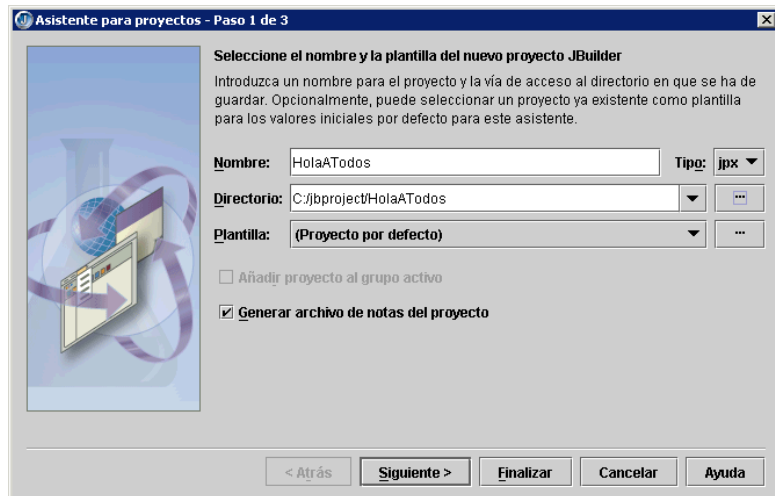 Asistente para proyectos - Paso 1 de 3
Seleccione el nombre y la plantilla del nuevo proyecto JBuilder
Introduzca un nombre para el proyecto y la vía de acceso al directorio en que se ha de
guardar. Opcionalmente, puede seleccionar un proyecto ya existente como plantilla
para los valores iniciales por defecto para este asistente.
Nombre: HolaATodos Tipo: jpx
Directorio: C:/jbproject/HolaATodos ...
Plantilla: (Proyecto por defecto) ...
Añadir proyecto al grupo activo
Generar archivo de notas del proyecto
< Atrás Siguiente > Finalizar Cancelar Ayuda